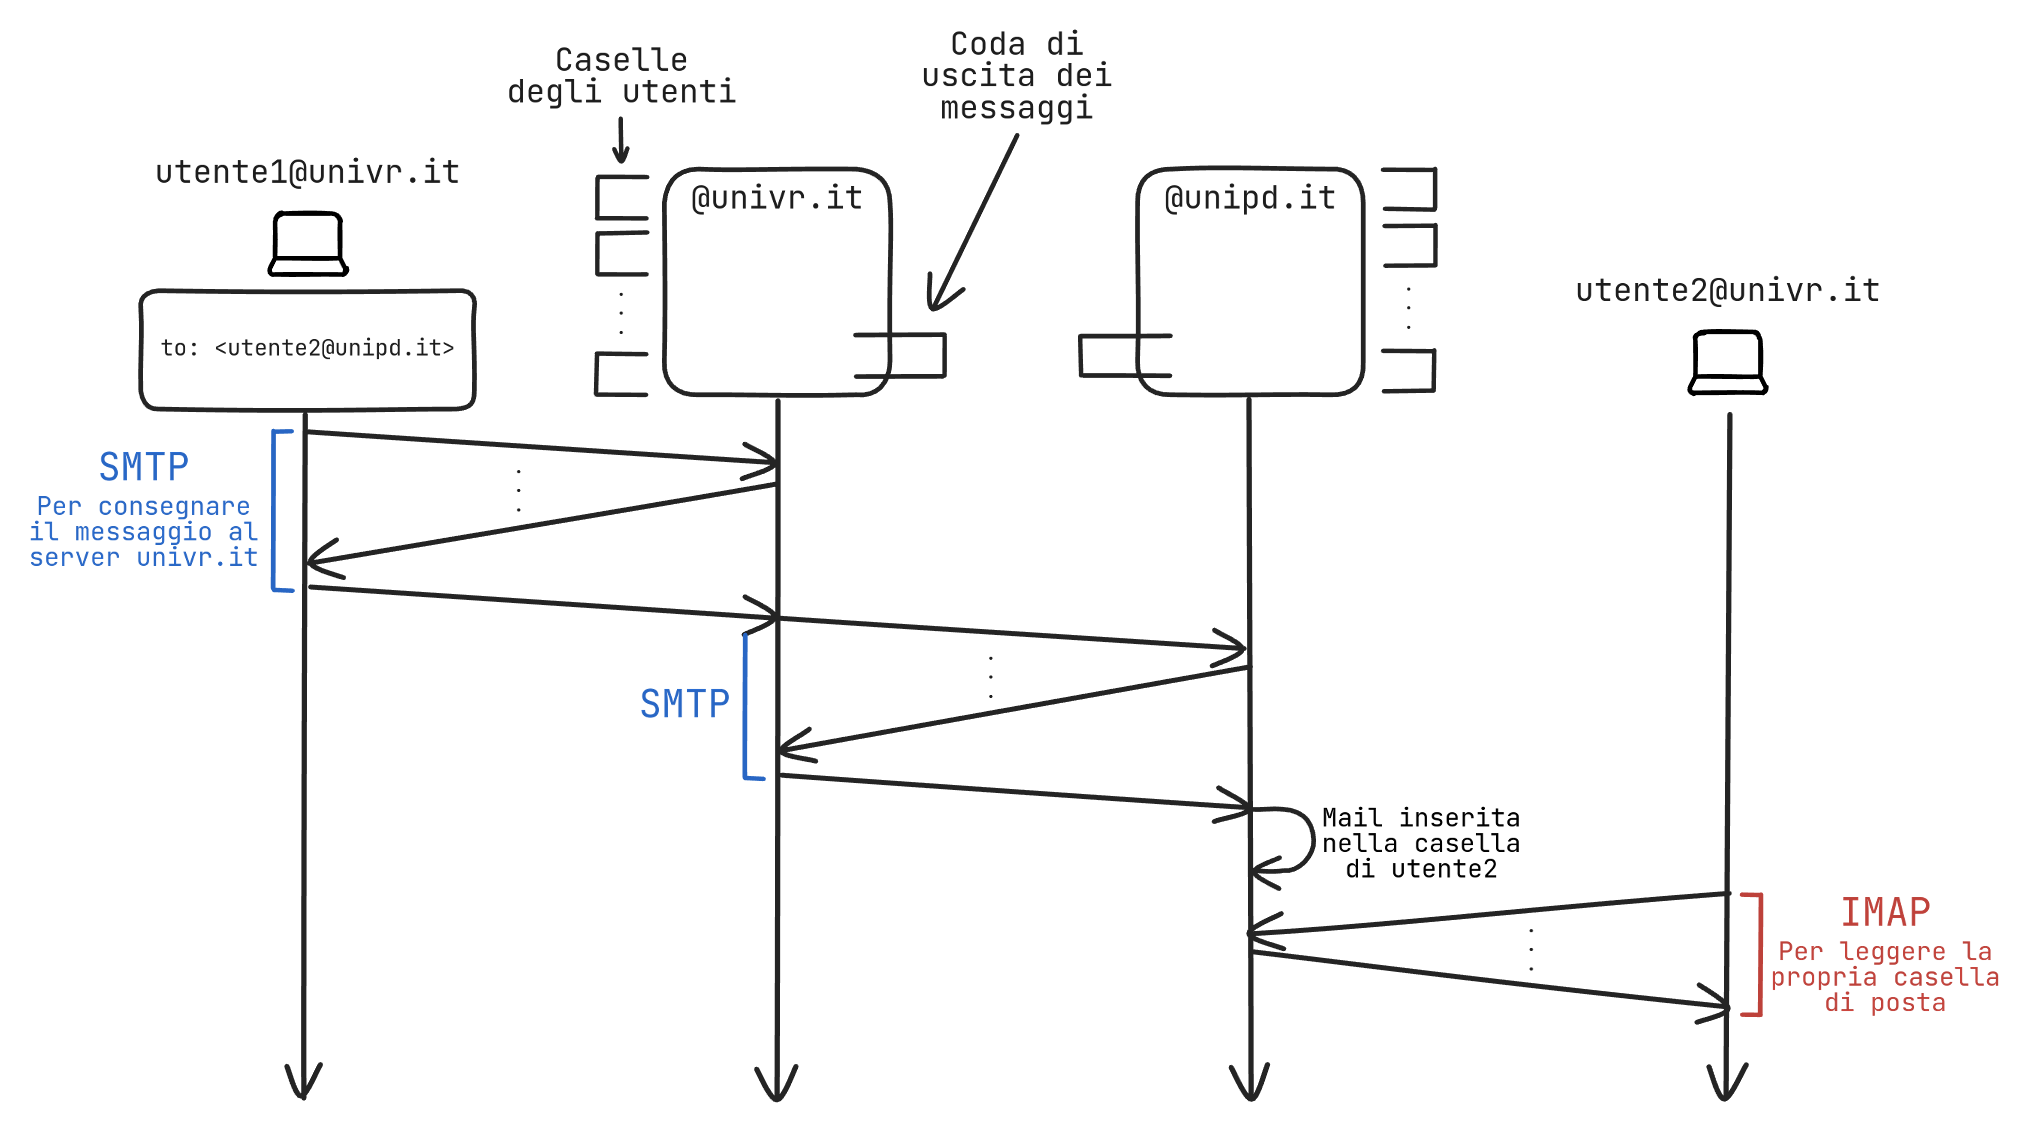 Caselle
degli utenti
Coda di
uscita dei
messaggi
utente1@univr.it
@univr.it
@unipd.it
utente2@univr.it
to: <utente2@unipd.it>
SMTP
Per consegnare
il messaggio al
server univr.it
SMTP
Mail inserita
nella casella
di utente2
IMAP
Per leggere la
propria casella
di posta